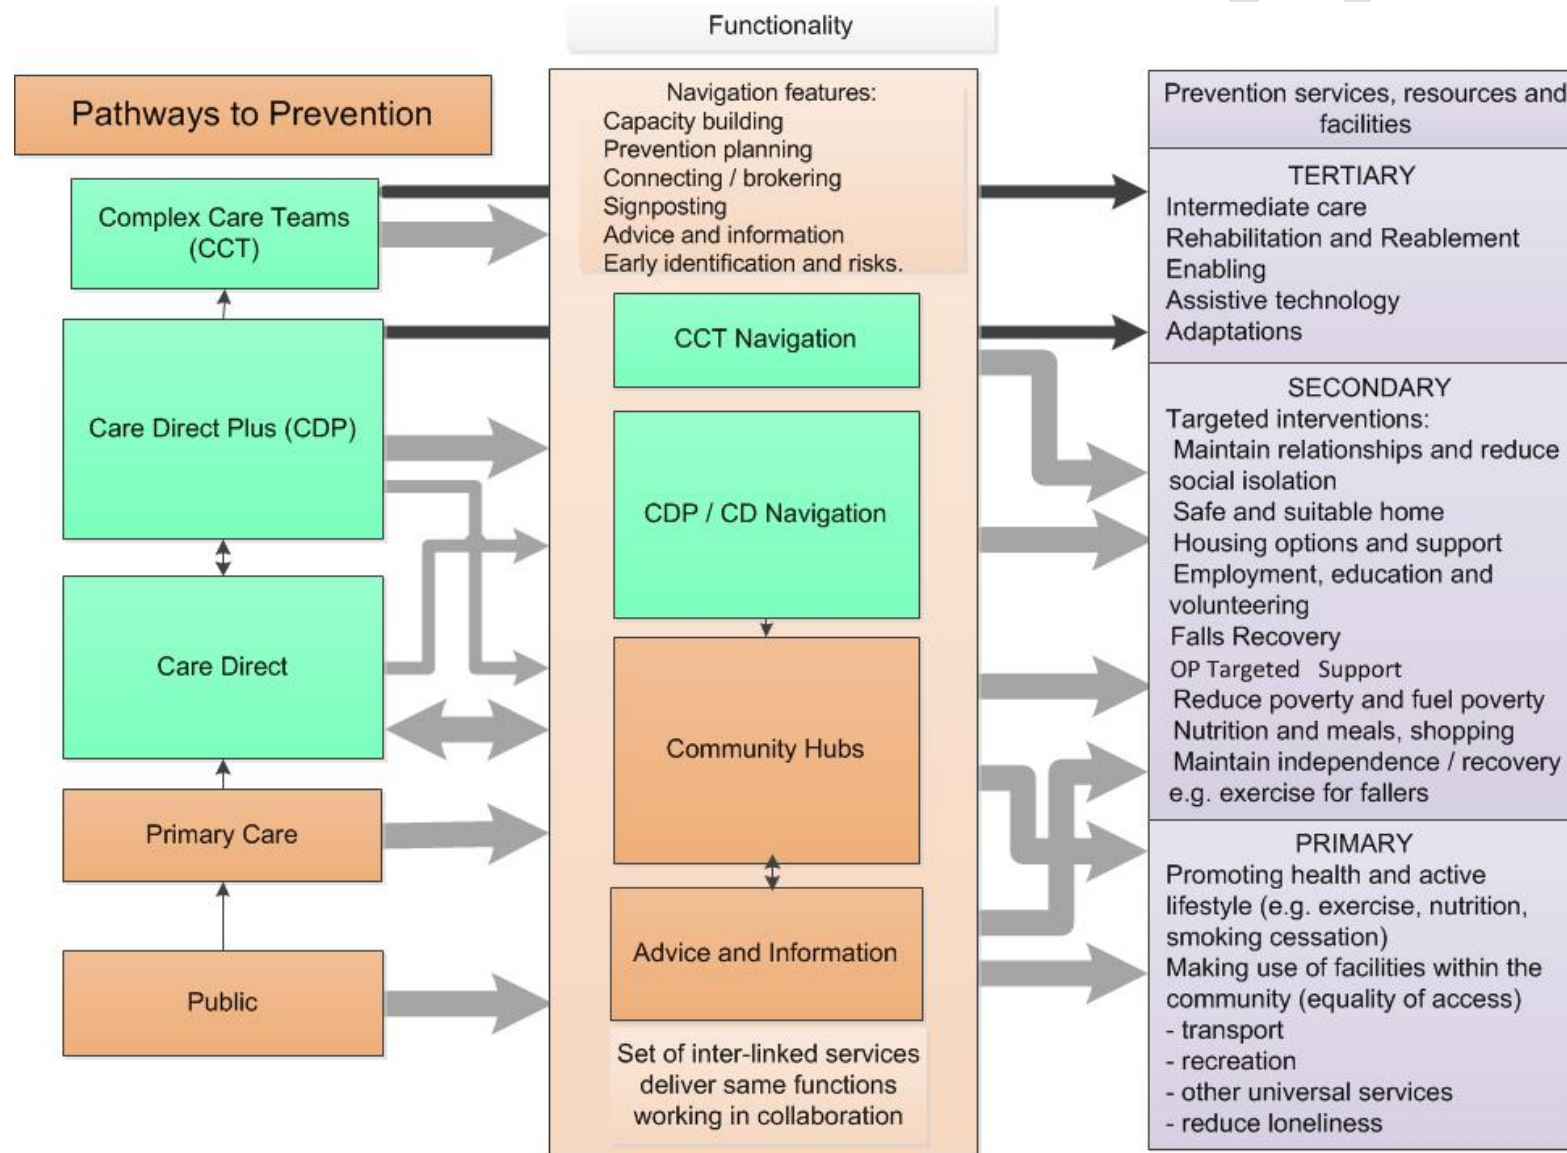 Functionality
Pathways to Prevention
Complex Care Teams
(CCT)
Care Direct Plus (CDP)
Care Direct
Primary Care
Public
Navigation features:
Capacity building
Prevention planning
Connecting / brokering
Signposting
Advice and information
Early identification and risks.
CCT Navigation
CDP / CD Navigation
Community Hubs
Advice and Information
Set of inter-linked services
deliver same functions
working in collaboration
Prevention services, resources and
facilities
TERTIARY
Intermediate care
Rehabilitation and Reablement
Enabling
Assistive technology
Adaptations
SECONDARY
Targeted interventions:
Maintain relationships and reduce
social isolation
Safe and suitable home
Housing options and support
Employment, education and
volunteering
Falls Recovery
OP Targeted Support
Reduce poverty and fuel poverty
Nutrition and meals, shopping
Maintain independence / recovery
e.g. exercise for fallers
PRIMARY
Promoting health and active
lifestyle (e.g. exercise, nutrition,
smoking cessation)
Making use of facilities within the
community (equality of access)
- transport
- recreation
- other universal services
- reduce loneliness